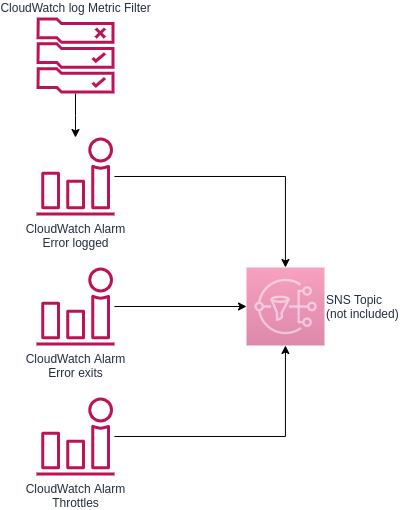 CloudWatch log Metric Filter
CloudWatch Alarm
Error logged
SNS Topic
(not included)
CloudWatch Alarm
Error exits
CloudWatch Alarm
Throttles